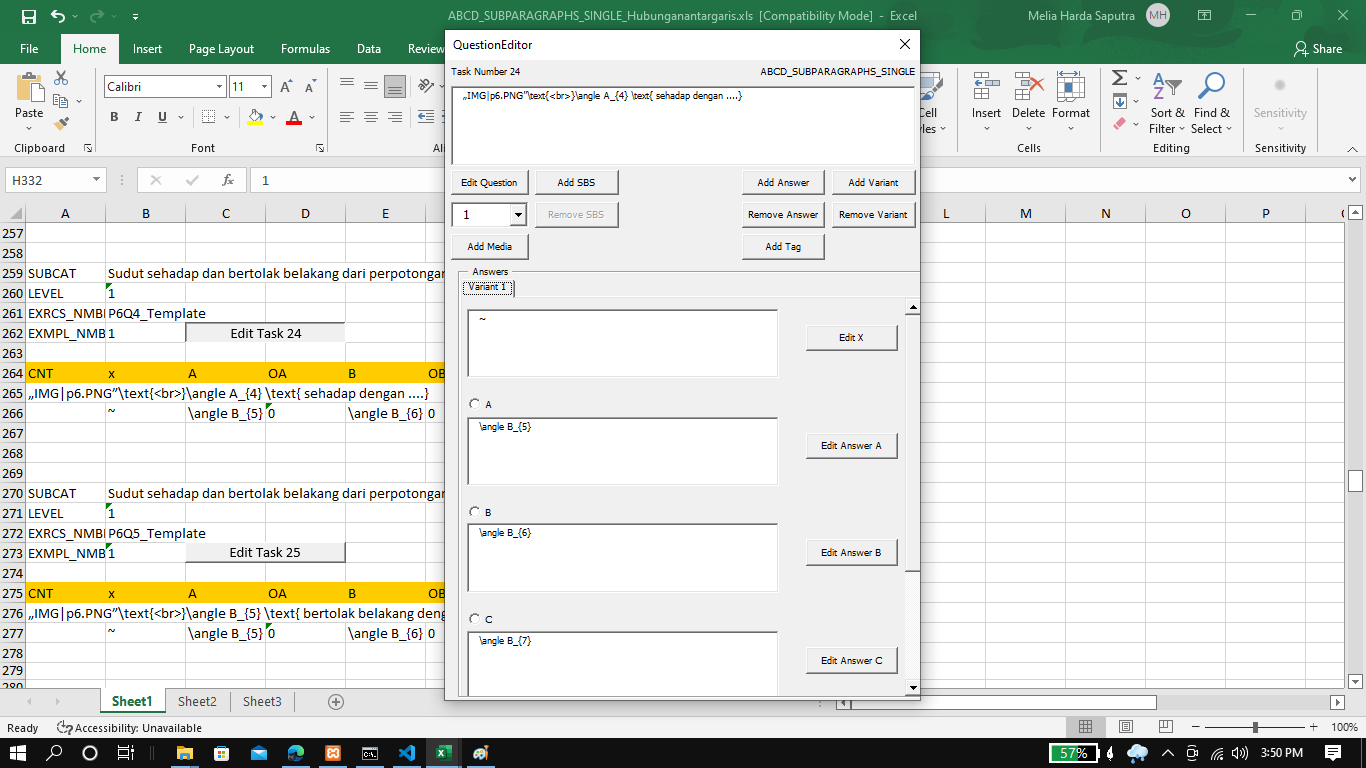 ABCD_SUBPARAGRAPHS_SINGLE_Hubunganantargaris.xls [Compatibility Mode] - Excel
Melia Harda Saputra MH
File Home Insert Page Layout Formulas Data Review
Share
Calibri 11
Paste
B I U
Clipboard Font
Insert Delete Format
Cells
Sort & Filter
Find & Select
Editing
Sensitivity
Sensitivity
H332 fx 1
QuestionEditor
Task Number 24 ABCD_SUBPARAGRAPHS_SINGLE
„IMG|p6.PNG”\text{<br>}\angle A_{4} \text{ sehadap dengan ....}
Edit Question Add SBS Add Answer Add Variant
1 Remove SBS Remove Answer Remove Variant
Add Media Add Tag
Answers
Variant 1
~
Edit X
A
\angle B_{5}
Edit Answer A
B
\angle B_{6}
Edit Answer B
C
\angle B_{7}
Edit Answer C
A B C D E L M N O P
257
258
259 SUBCAT Sudut sehadap dan bertolak belakang dari perpotongan
260 LEVEL 1
261 EXRCS_NMB P6Q4_Template
262 EXMPL_NMB 1 Edit Task 24
263
264 CNT x A OA B OB
265 „IMG|p6.PNG”\text{<br>}\angle A_{4} \text{ sehadap dengan ....}
266 ~ \angle B_{5} 0 \angle B_{6} 0
267
268
269
270 SUBCAT Sudut sehadap dan bertolak belakang dari perpotongan
271 LEVEL 1
272 EXRCS_NMB P6Q5_Template
273 EXMPL_NMB 1 Edit Task 25
274
275 CNT x A OA B OB
276 „IMG|p6.PNG”\text{<br>}\angle B_{5} \text{ bertolak belakang deng
277 ~ \angle B_{5} 0 \angle B_{6} 0
278
279
280
Sheet1 Sheet2 Sheet3
Ready Accessibility: Unavailable 100%
57% 3:50 PM